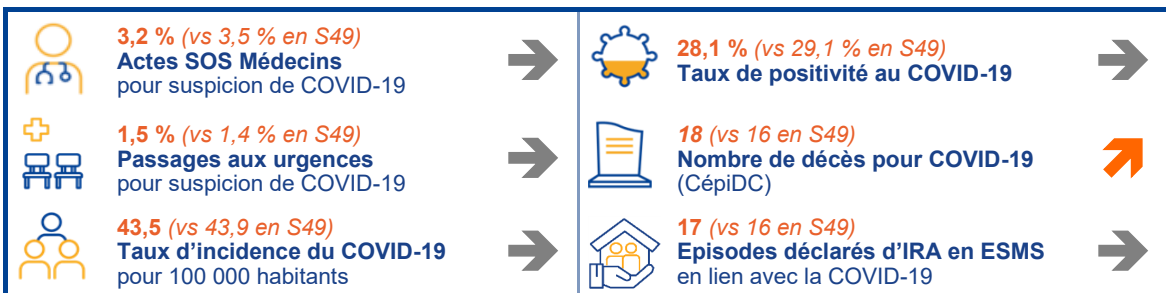 3,2 % (vs 3,5 % en S49)
Actes SOS Médecins
pour suspicion de COVID-19
1,5 % (vs 1,4 % en S49)
Passages aux urgences
pour suspicion de COVID-19
43,5 (vs 43,9 en S49)
Taux d’incidence du COVID-19
pour 100 000 habitants
28,1 % (vs 29,1 % en S49)
Taux de positivité au COVID-19
18 (vs 16 en S49)
Nombre de décès pour COVID-19
(CépiDC)
17 (vs 16 en S49)
Episodes déclarés d’IRA en ESMS
en lien avec la COVID-19